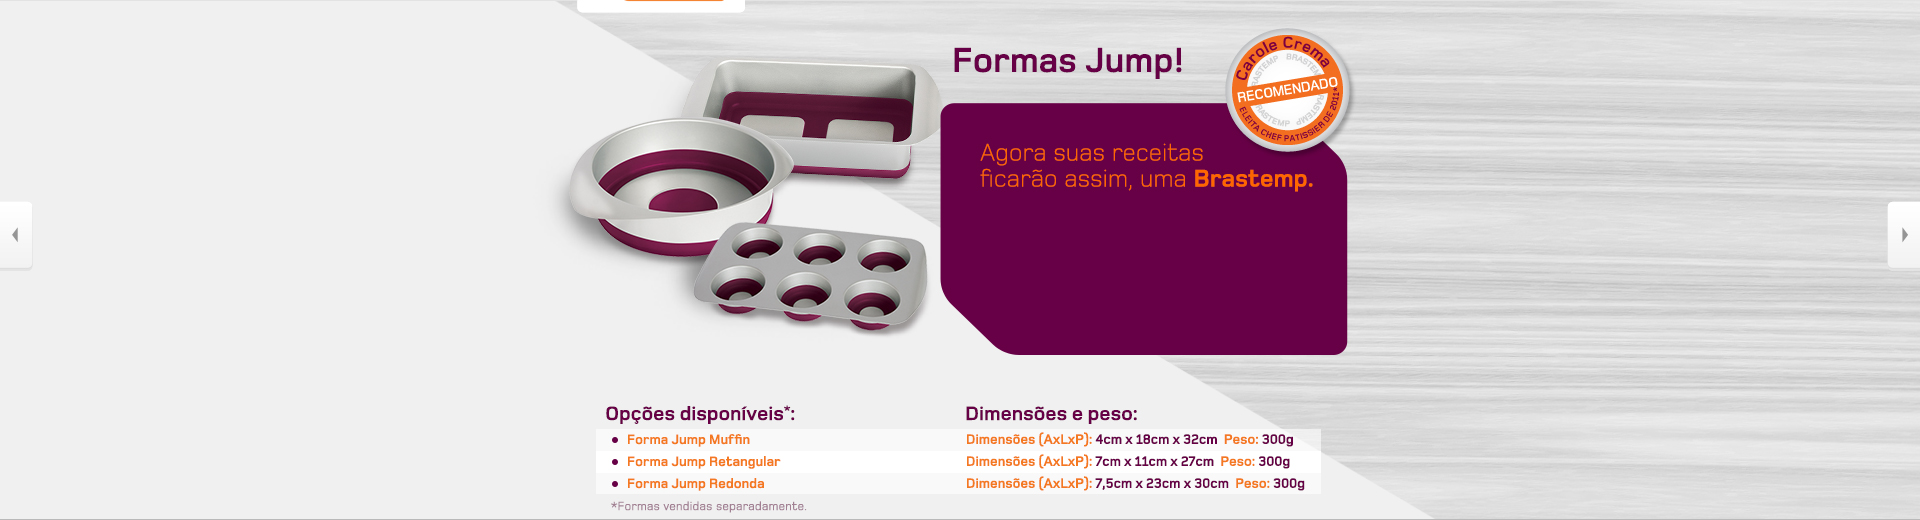 Formas Jump!
Carole Crema
BRASTEMP BRASTEMP
RECOMENDADO
BRASTEMP BRASTEMP
ELEITA CHEF PATISSIER DE 2011*
Agora suas receitas
ficarão assim, uma Brastemp.
Opções disponíveis*:
Dimensões e peso:
• Forma Jump Muffin Dimensões (AxLxP): 4cm x 18cm x 32cm Peso: 300g
• Forma Jump Retangular Dimensões (AxLxP): 7cm x 11cm x 27cm Peso: 300g
• Forma Jump Redonda Dimensões (AxLxP): 7,5cm x 23cm x 30cm Peso: 300g
*Formas vendidas separadamente.